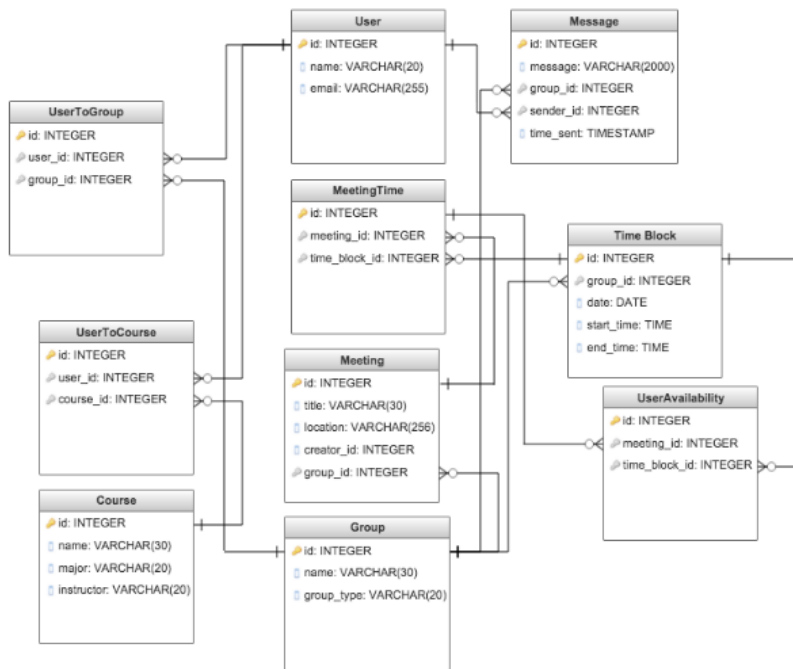 User
id: INTEGER
name: VARCHAR(20)
email: VARCHAR(255)
Message
id: INTEGER
message: VARCHAR(2000)
group_id: INTEGER
sender_id: INTEGER
time_sent: TIMESTAMP
UserToGroup
id: INTEGER
user_id: INTEGER
group_id: INTEGER
MeetingTime
id: INTEGER
meeting_id: INTEGER
time_block_id: INTEGER
Time Block
id: INTEGER
group_id: INTEGER
date: DATE
start_time: TIME
end_time: TIME
UserToCourse
id: INTEGER
user_id: INTEGER
course_id: INTEGER
Meeting
id: INTEGER
title: VARCHAR(30)
location: VARCHAR(256)
creator_id: INTEGER
group_id: INTEGER
UserAvailability
id: INTEGER
meeting_id: INTEGER
time_block_id: INTEGER
Course
id: INTEGER
name: VARCHAR(30)
major: VARCHAR(20)
instructor: VARCHAR(20)
Group
id: INTEGER
name: VARCHAR(30)
group_type: VARCHAR(20)